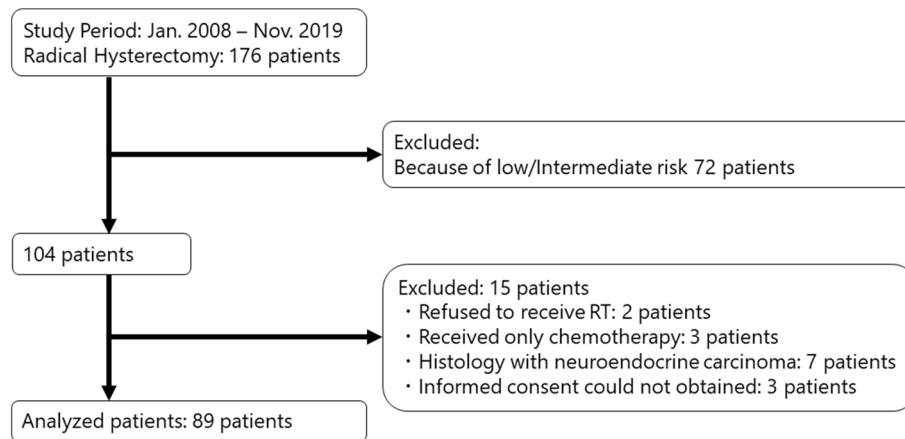 Study Period: Jan. 2008 – Nov. 2019
Radical Hysterectomy: 176 patients
Excluded:
Because of low/Intermediate risk 72 patients
104 patients
Excluded: 15 patients
・Refused to receive RT: 2 patients
・Received only chemotherapy: 3 patients
・Histology with neuroendocrine carcinoma: 7 patients
・Informed consent could not obtained: 3 patients
Analyzed patients: 89 patients